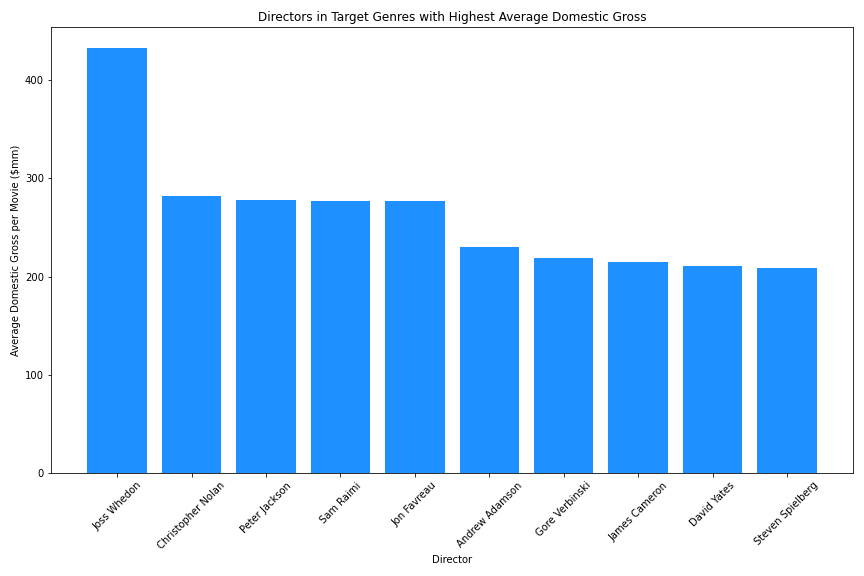 Directors in Target Genres with Highest Average Domestic Gross
Average Domestic Gross per Movie ($mm)
400
300
200
100
0
Joss Whedon
Christopher Nolan
Peter Jackson
Sam Raimi
Jon Favreau
Andrew Adamson
Gore Verbinski
James Cameron
David Yates
Steven Spielberg
Director